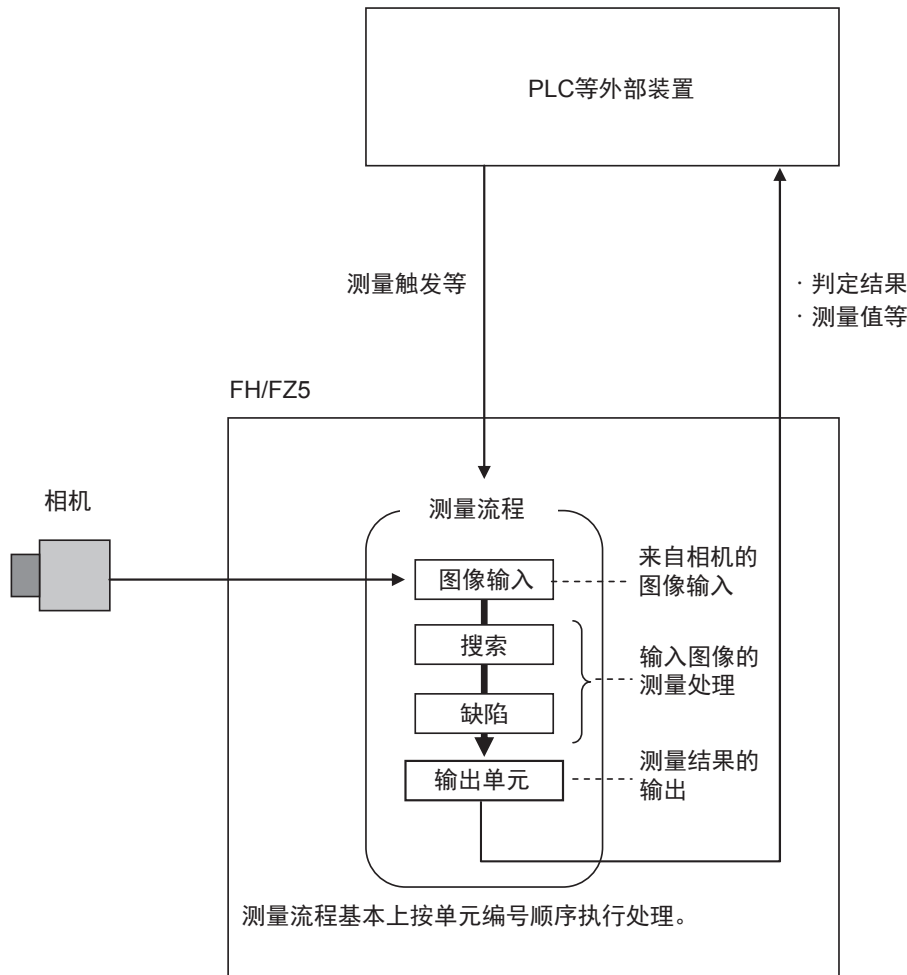 PLC等外部装置
测量触发等
· 判定结果
· 测量值等
FH/FZ5
相机
测量流程
图像输入
来自相机的
图像输入
搜索
输入图像的
测量处理
缺陷
输出单元
测量结果的
输出
测量流程基本上按单元编号顺序执行处理。